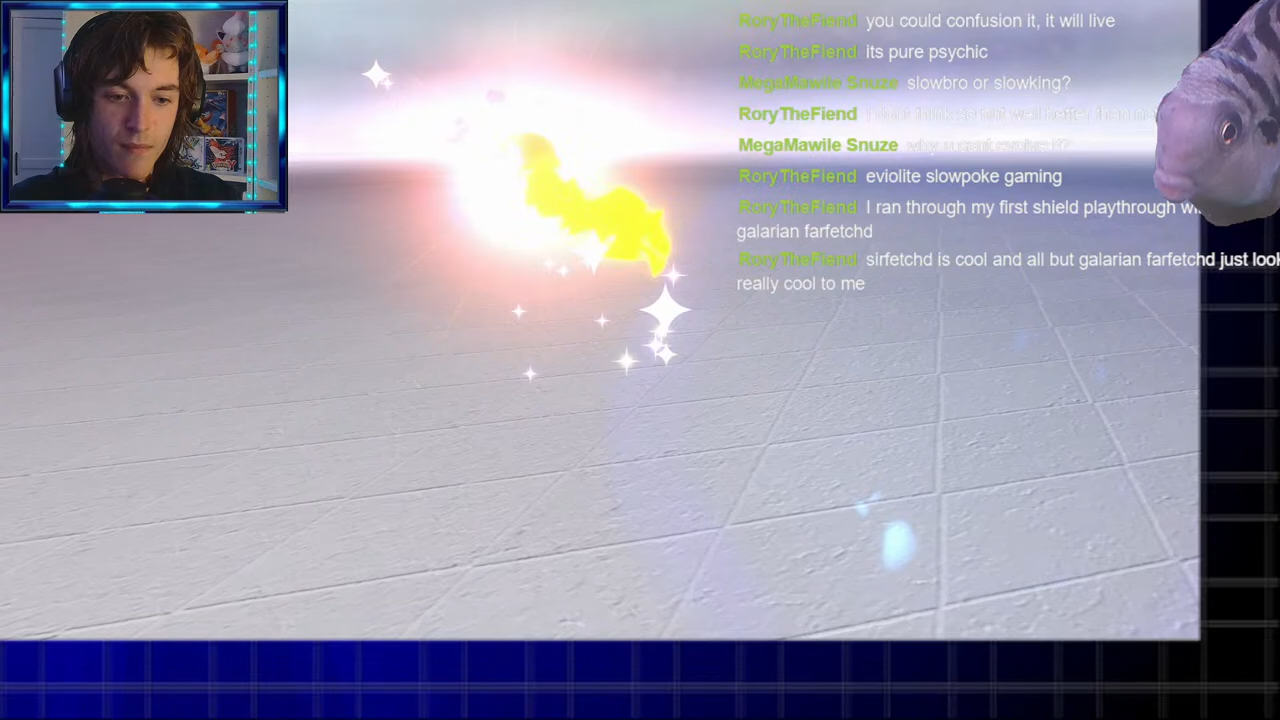 RoryTheFiend you could confusion it, it will live
RoryTheFiend its pure psychic
MegaMawile Snuze slowbro or slowking?
RoryTheFiend
MegaMawile Snuze
RoryTheFiend eviolite slowpoke gaming
RoryTheFiend I ran through my first shield playthrough
galarian farfetchd
RoryTheFiend sirfetchd is cool and all but galarian farfetchd just look
really cool to me